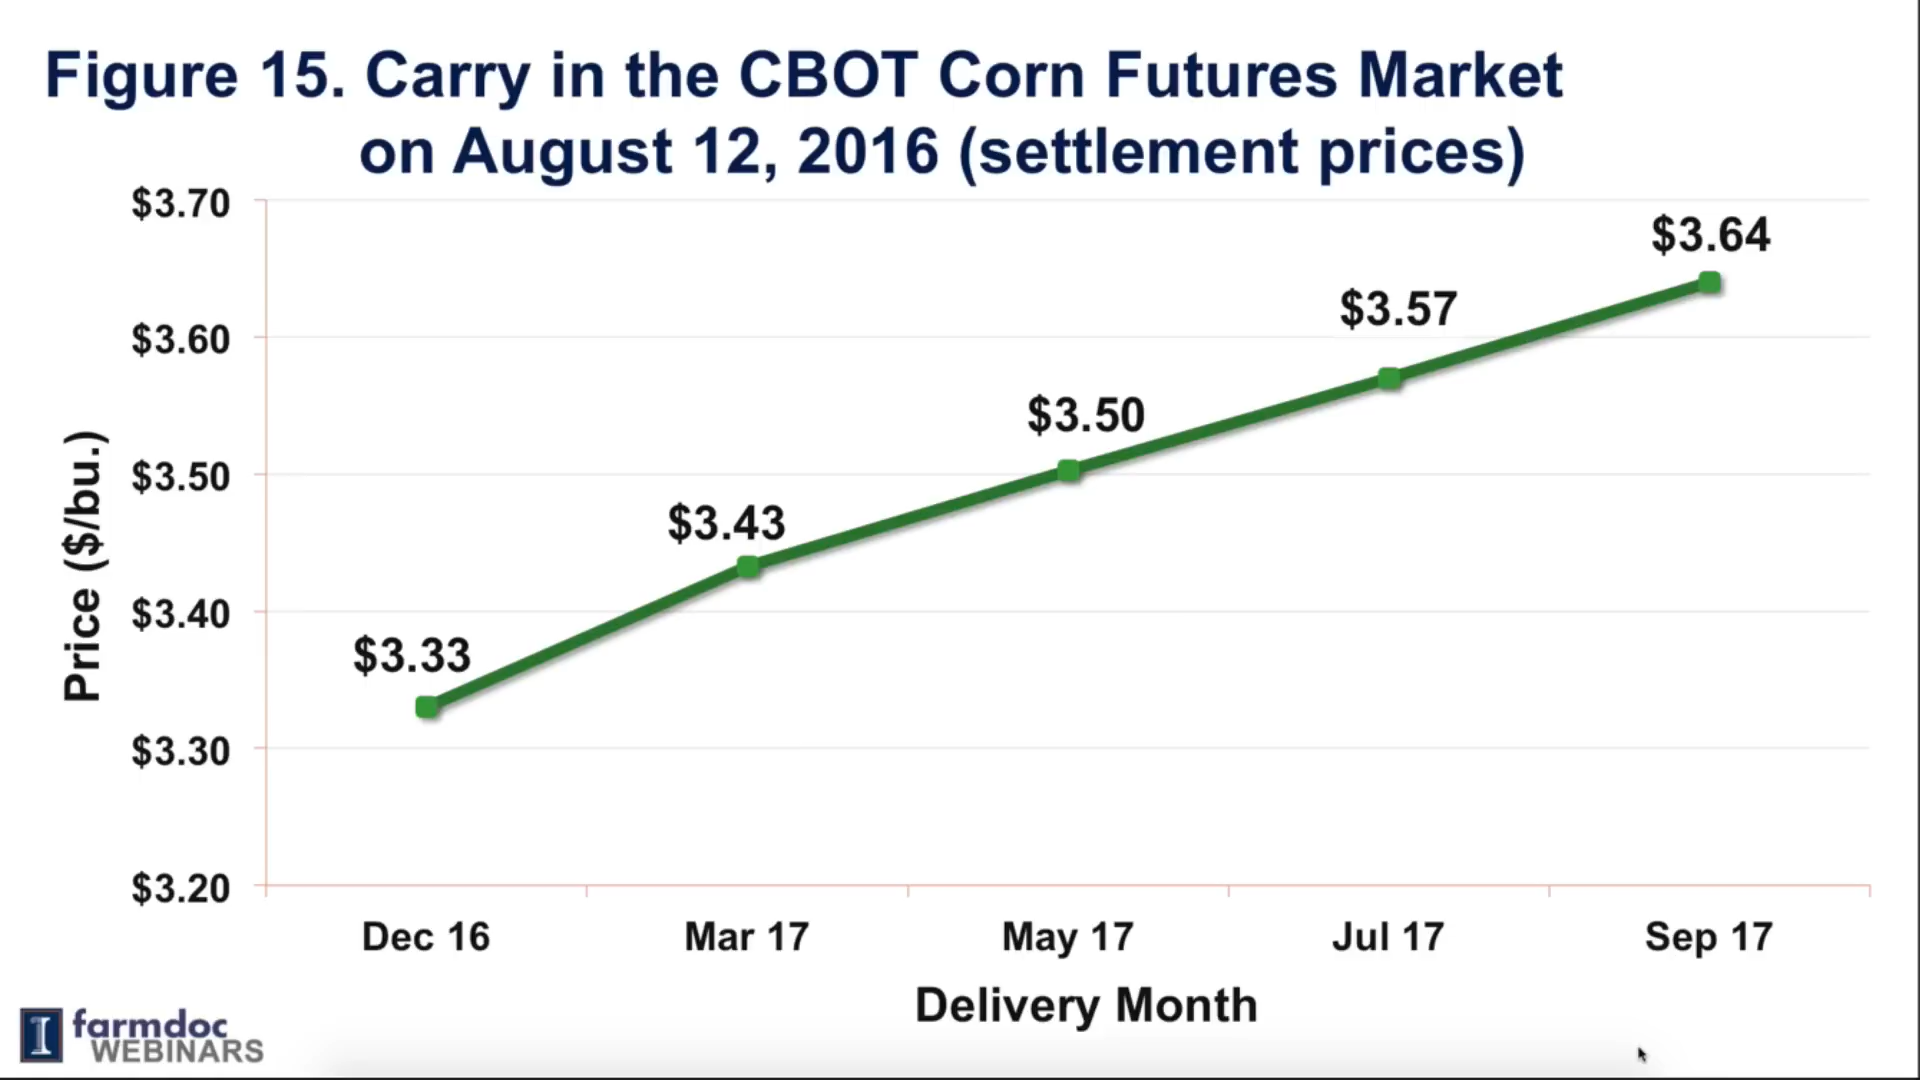 Figure 15. Carry in the CBOT Corn Futures Market
on August 12, 2016 (settlement prices)
$3.70
$3.60
$3.50
$3.40
$3.30
$3.20
Price ($/bu.)
$3.33
$3.43
$3.50
$3.57
$3.64
Dec 16
Mar 17
May 17
Jul 17
Sep 17
Delivery Month
I farmdoc
WEBINARS